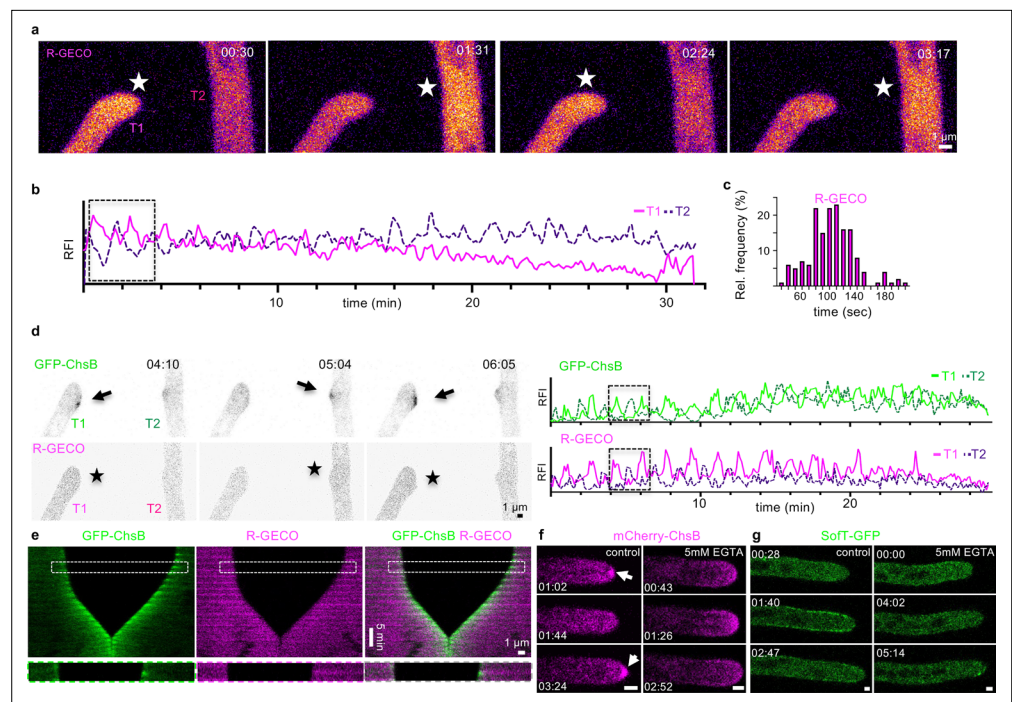 a
R-GECO
00:30
01:31
02:24
03:17
T2
T1
1 µm
b
T1 T2
RFI
10 20 30
time (min)
c
R-GECO
Rel. frequency (%)
20
10
0
60 100 140 180
time (sec)
d
GFP-ChsB
04:10
05:04
06:05
T1
T2
R-GECO
T1
T2
1 µm
GFP-ChsB
T1 T2
RFI
R-GECO
T1 T2
RFI
10 20
time (min)
e
GFP-ChsB
R-GECO
GFP-ChsB R-GECO
5 min
1 µm
f
mCherry-ChsB
control
5mM EGTA
01:02
00:43
01:44
01:26
03:24
02:52
g
SofT-GFP
00:28
control
00:00
5mM EGTA
01:40
04:02
02:47
05:14